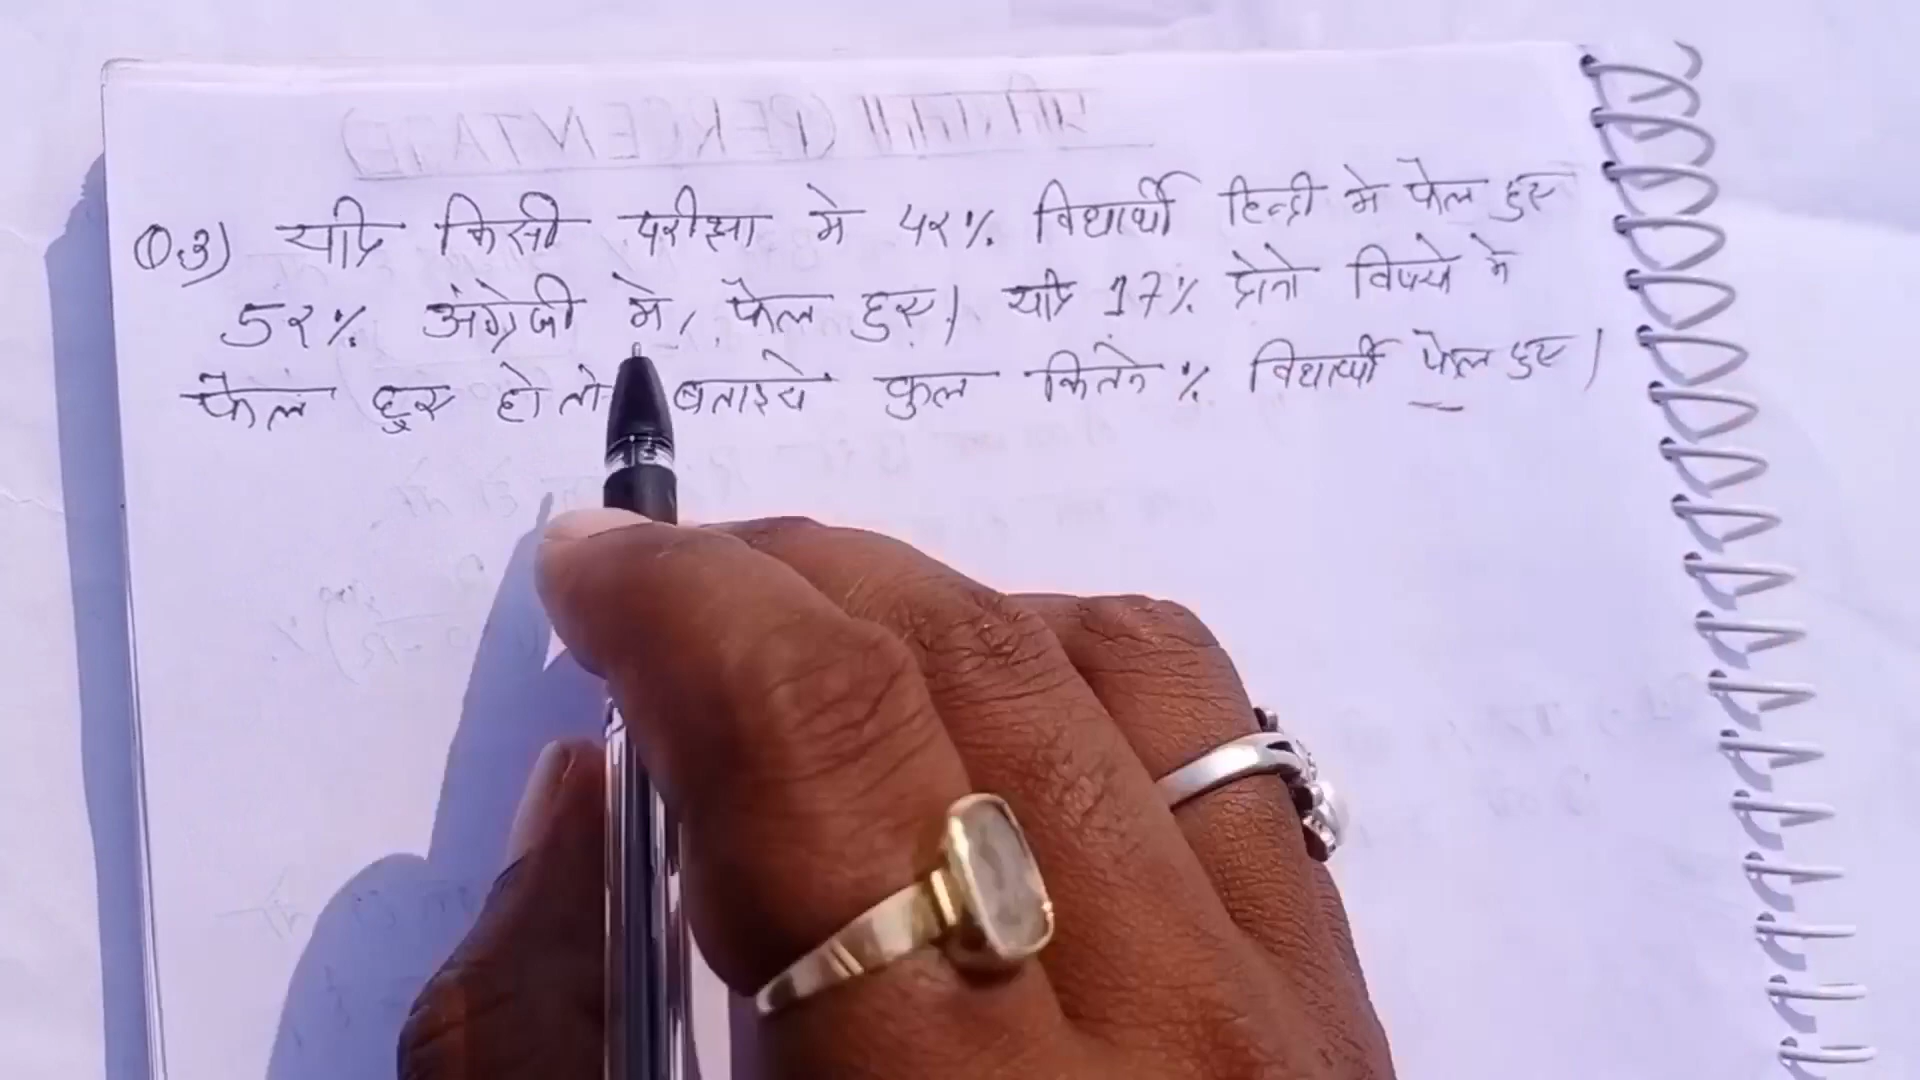 Q.3) यदि किसी परीक्षा मे 42% विद्यार्थी हिन्दी मे फेल हुए
52% अंग्रेजी मे, फेल हुए। यदि 17% दोनो विषयो मे
फेल हुए हो तो बताइये कुल कितने % विद्यार्थी फेल हुए।